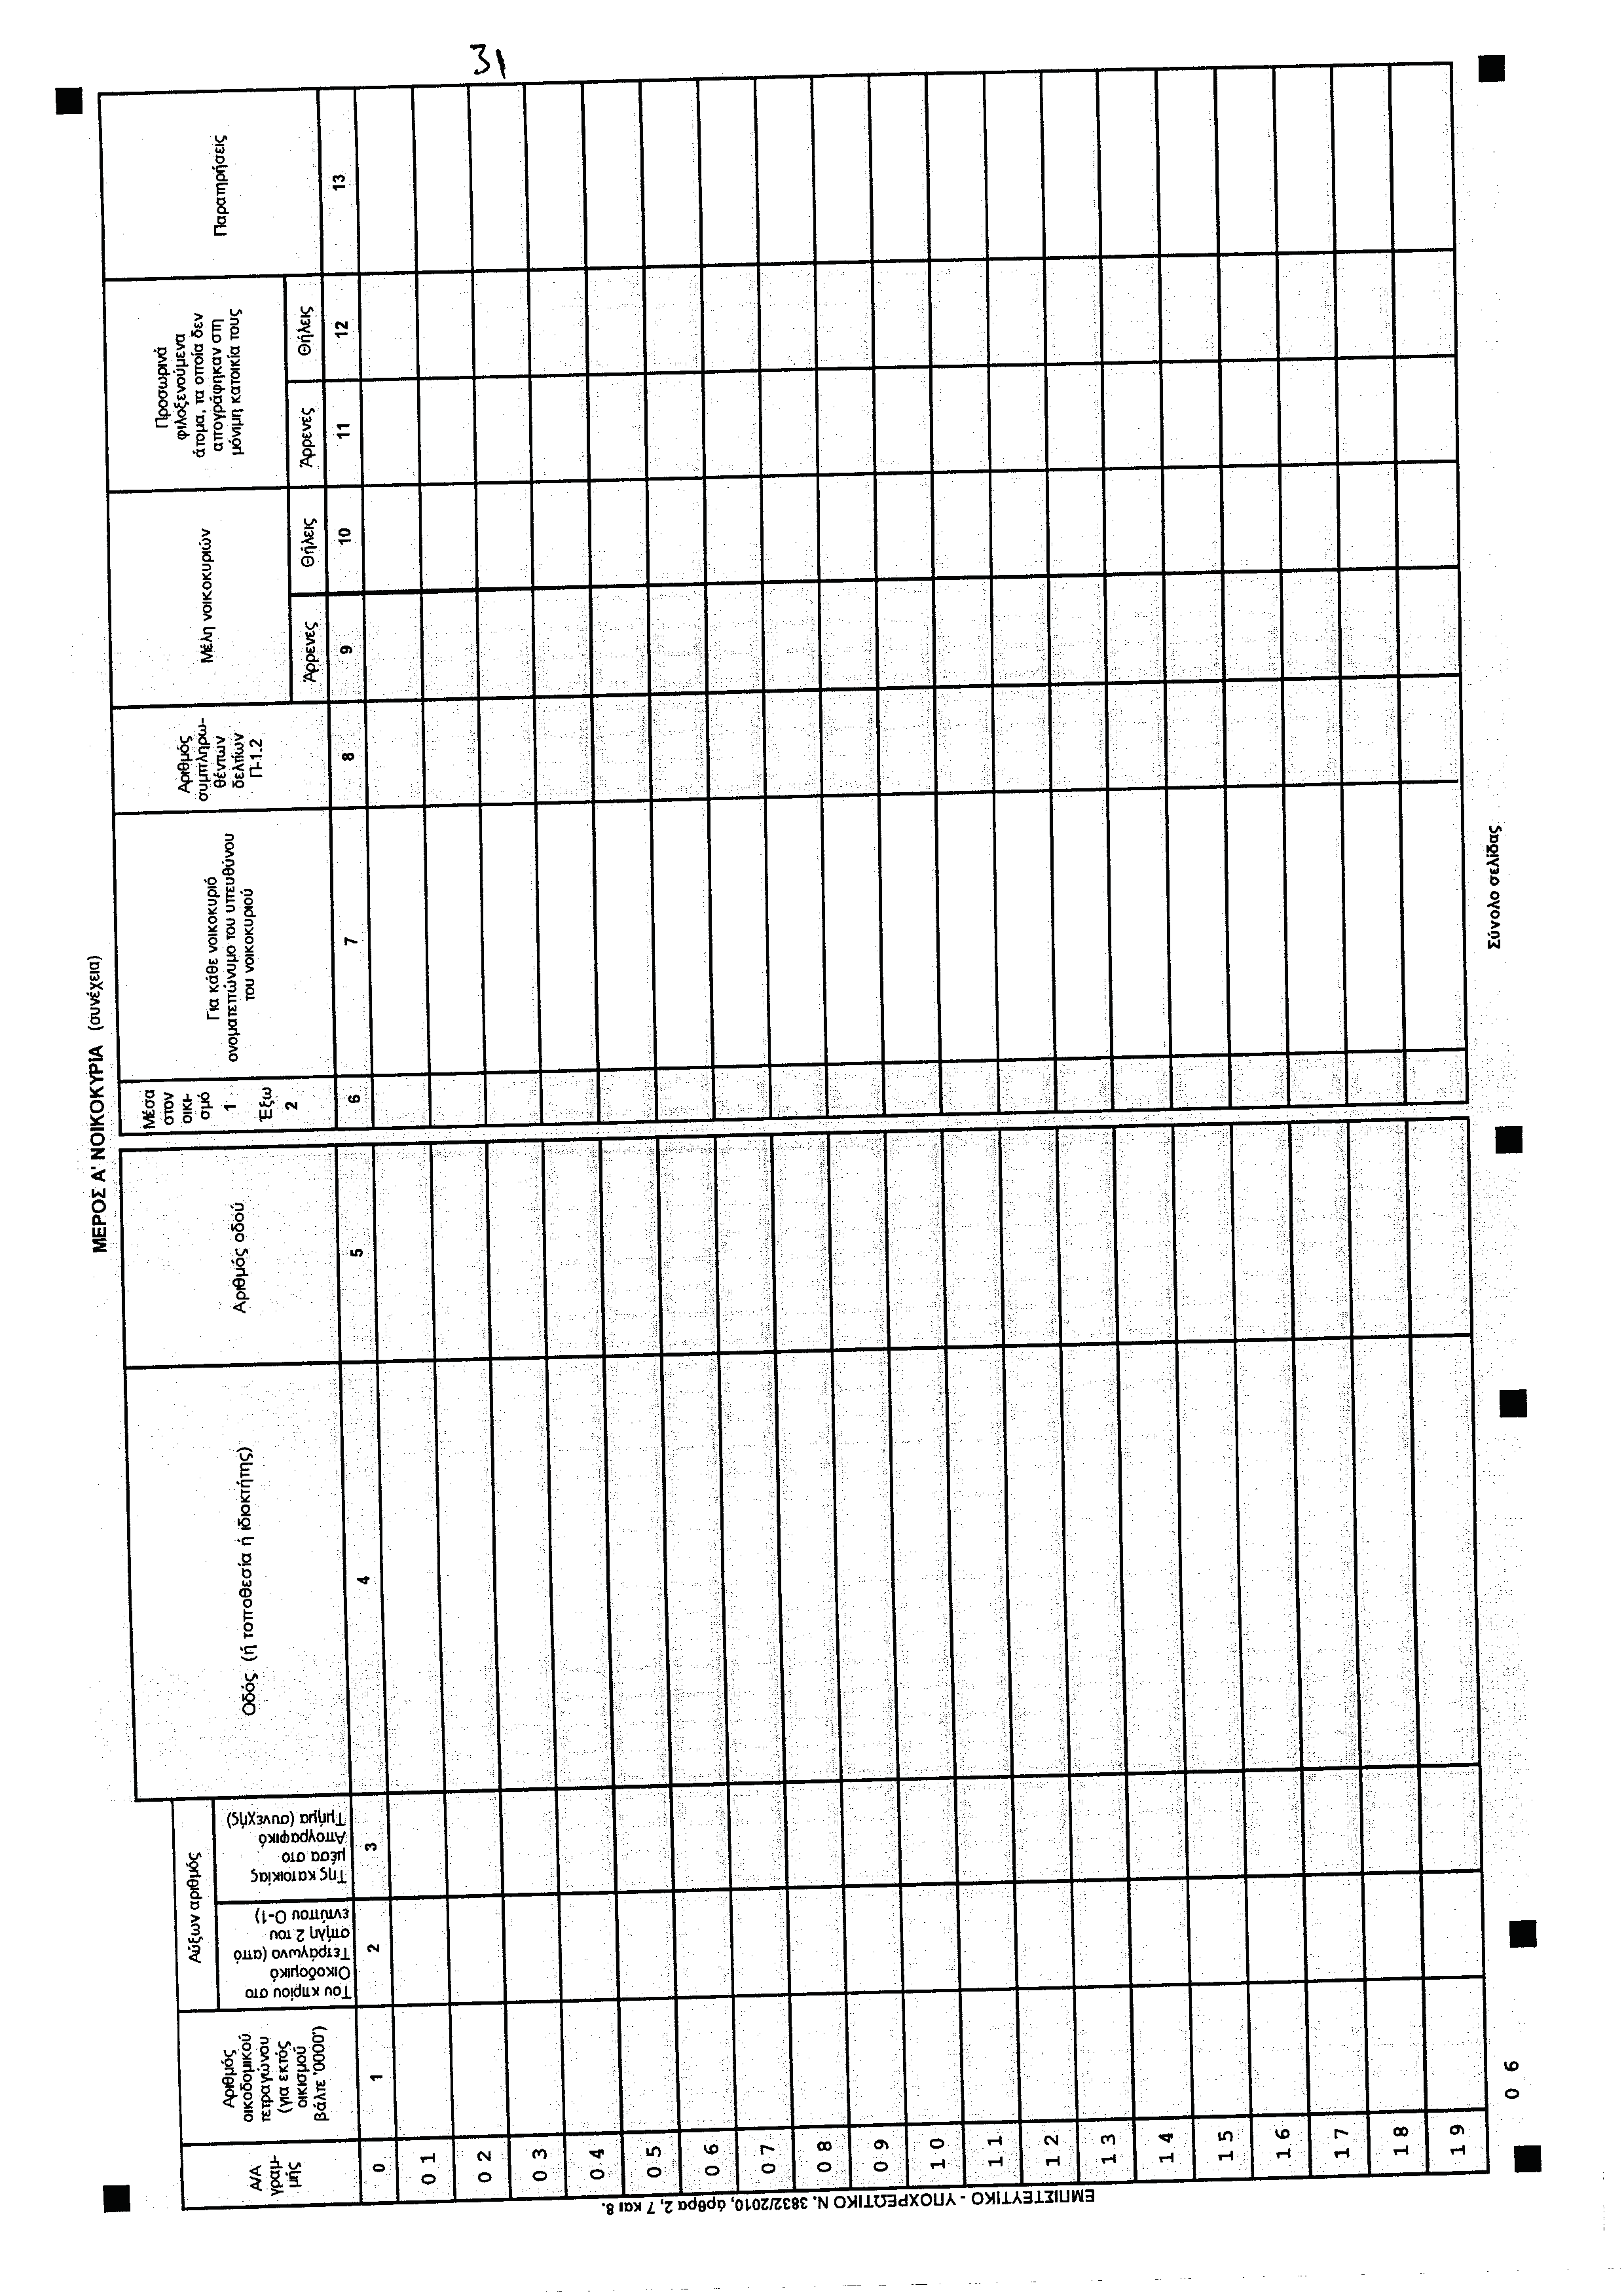 31
ΜΕΡΟΣ Α' ΝΟΙΚΟΚΥΡΙΑ (συνέχεια)
Α/Α
γραμ-
μής
Αριθμός
οικοδομικού
τετραγώνου
(για εκτός
οικισμού
βάλτε '0000')
Αύξων αριθμός
Του κτιρίου στο
Οικοδομικό
Τετράγωνο (από
στήλη 2 του
εντύπου Ο-1)
Της κατοικίας
μέσα στο
Απογραφικό
Τμήμα (συνεχής)
Οδός (ή τοποθεσία ή ιδιοκτήτης)
Αριθμός οδού
Μέσα
στον
οικι-
σμό
1
Έξω
2
Για κάθε νοικοκυριό
ονοματεπώνυμο του υπευθύνου
του νοικοκυριού
Αριθμός
συμπληρω-
θέντων
δελτίων
Π-1.2
Μέλη νοικοκυριών
Άρρενες
Θήλεις
Προσωρινά
φιλοξενούμενα
άτομα, τα οποία δεν
απογράφηκαν στη
μόνιμη κατοικία τους
Άρρενες
Θήλεις
Παρατηρήσεις
0 1 2 3 4 5 6 7 8 9 10 11 12 13
0 1
0 2
0 3
0 4
0 5
0 6
0 7
0 8
0 9
1 0
1 1
1 2
1 3
1 4
1 5
1 6
1 7
1 8
1 9
Σύνολο σελίδας
0 6
ΕΜΠΙΣΤΕΥΤΙΚΟ - ΥΠΟΧΡΕΩΤΙΚΟ Ν. 3832/2010, άρθρα 2, 7 και 8.